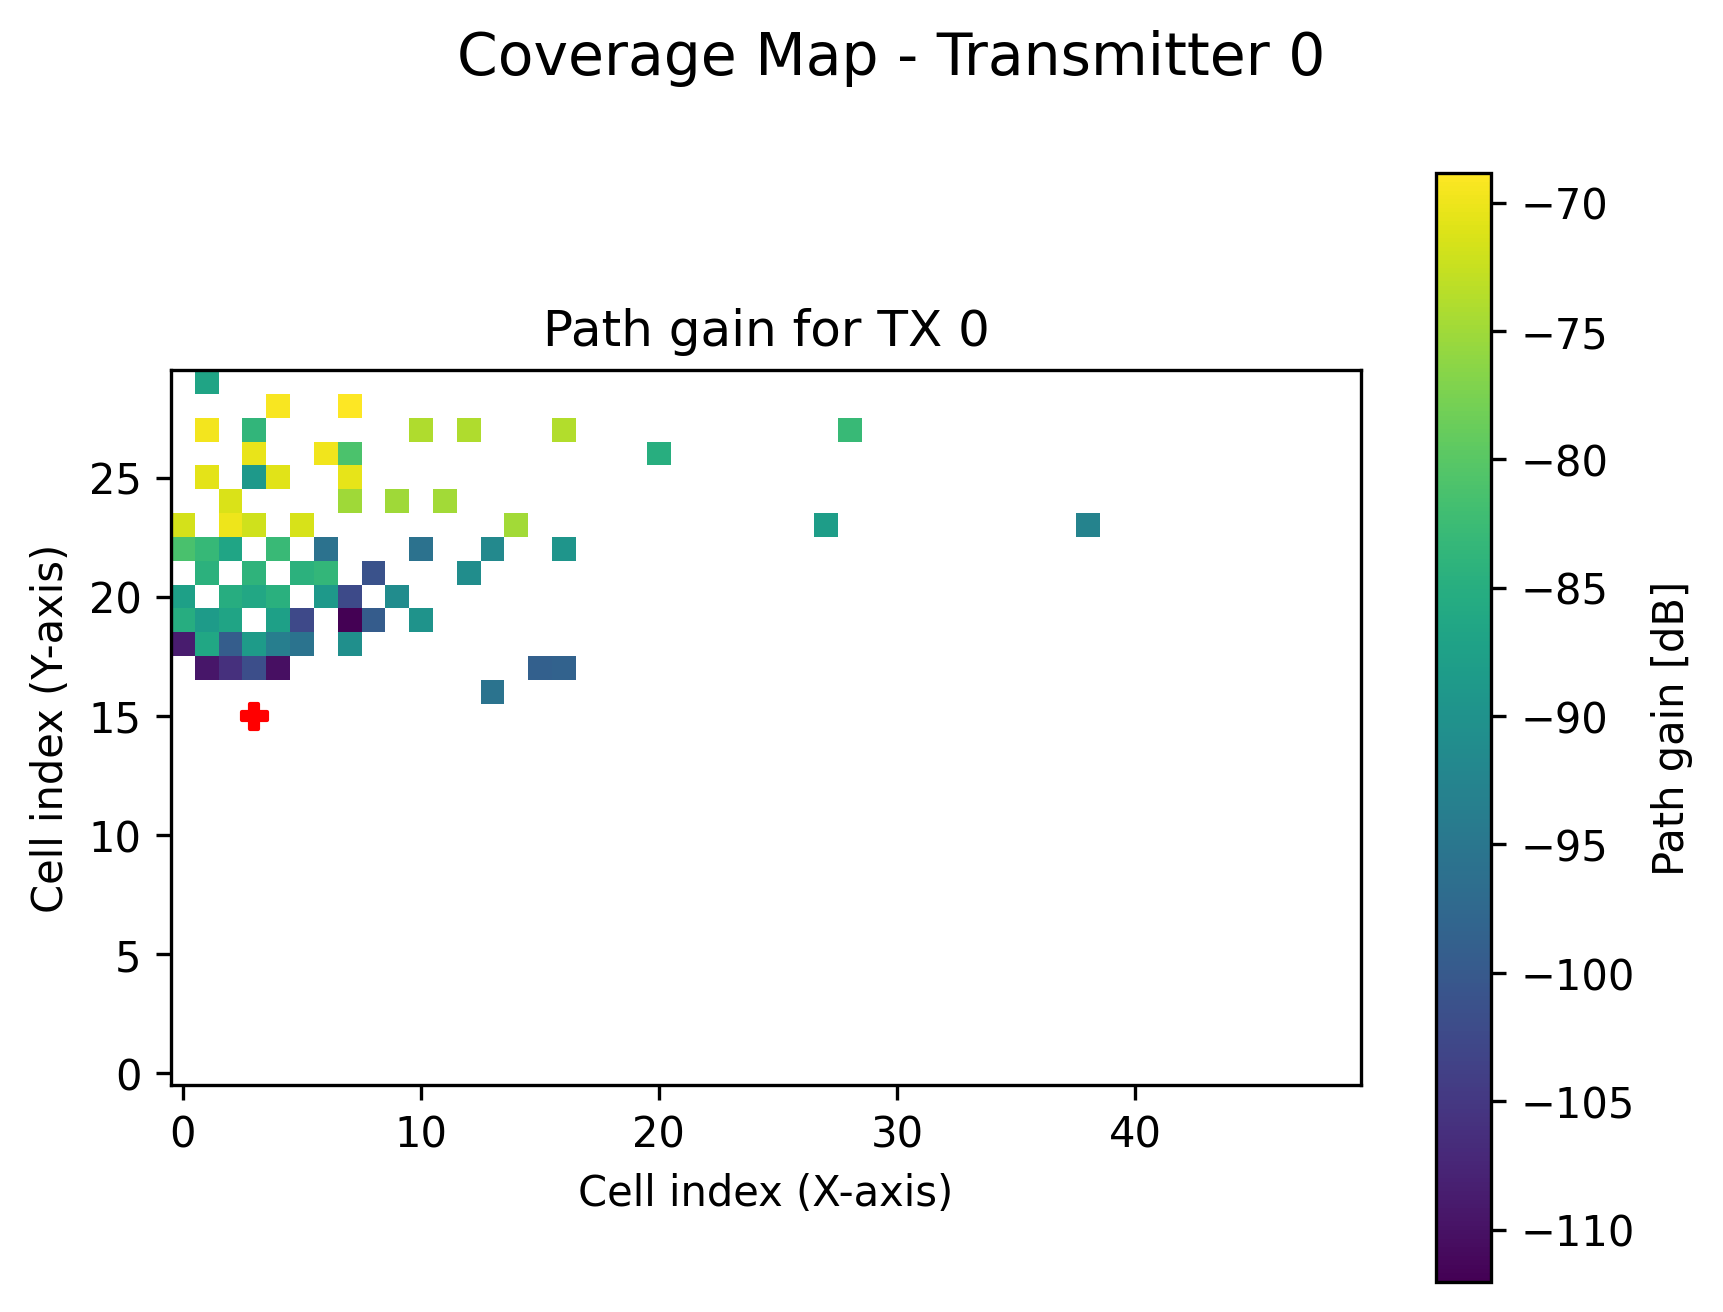 Coverage Map - Transmitter 0
Path gain for TX 0
Cell index (Y-axis)
25
20
15
10
5
0
0 10 20 30 40
Cell index (X-axis)
−70
−75
−80
−85
−90
−95
−100
−105
−110
Path gain [dB]